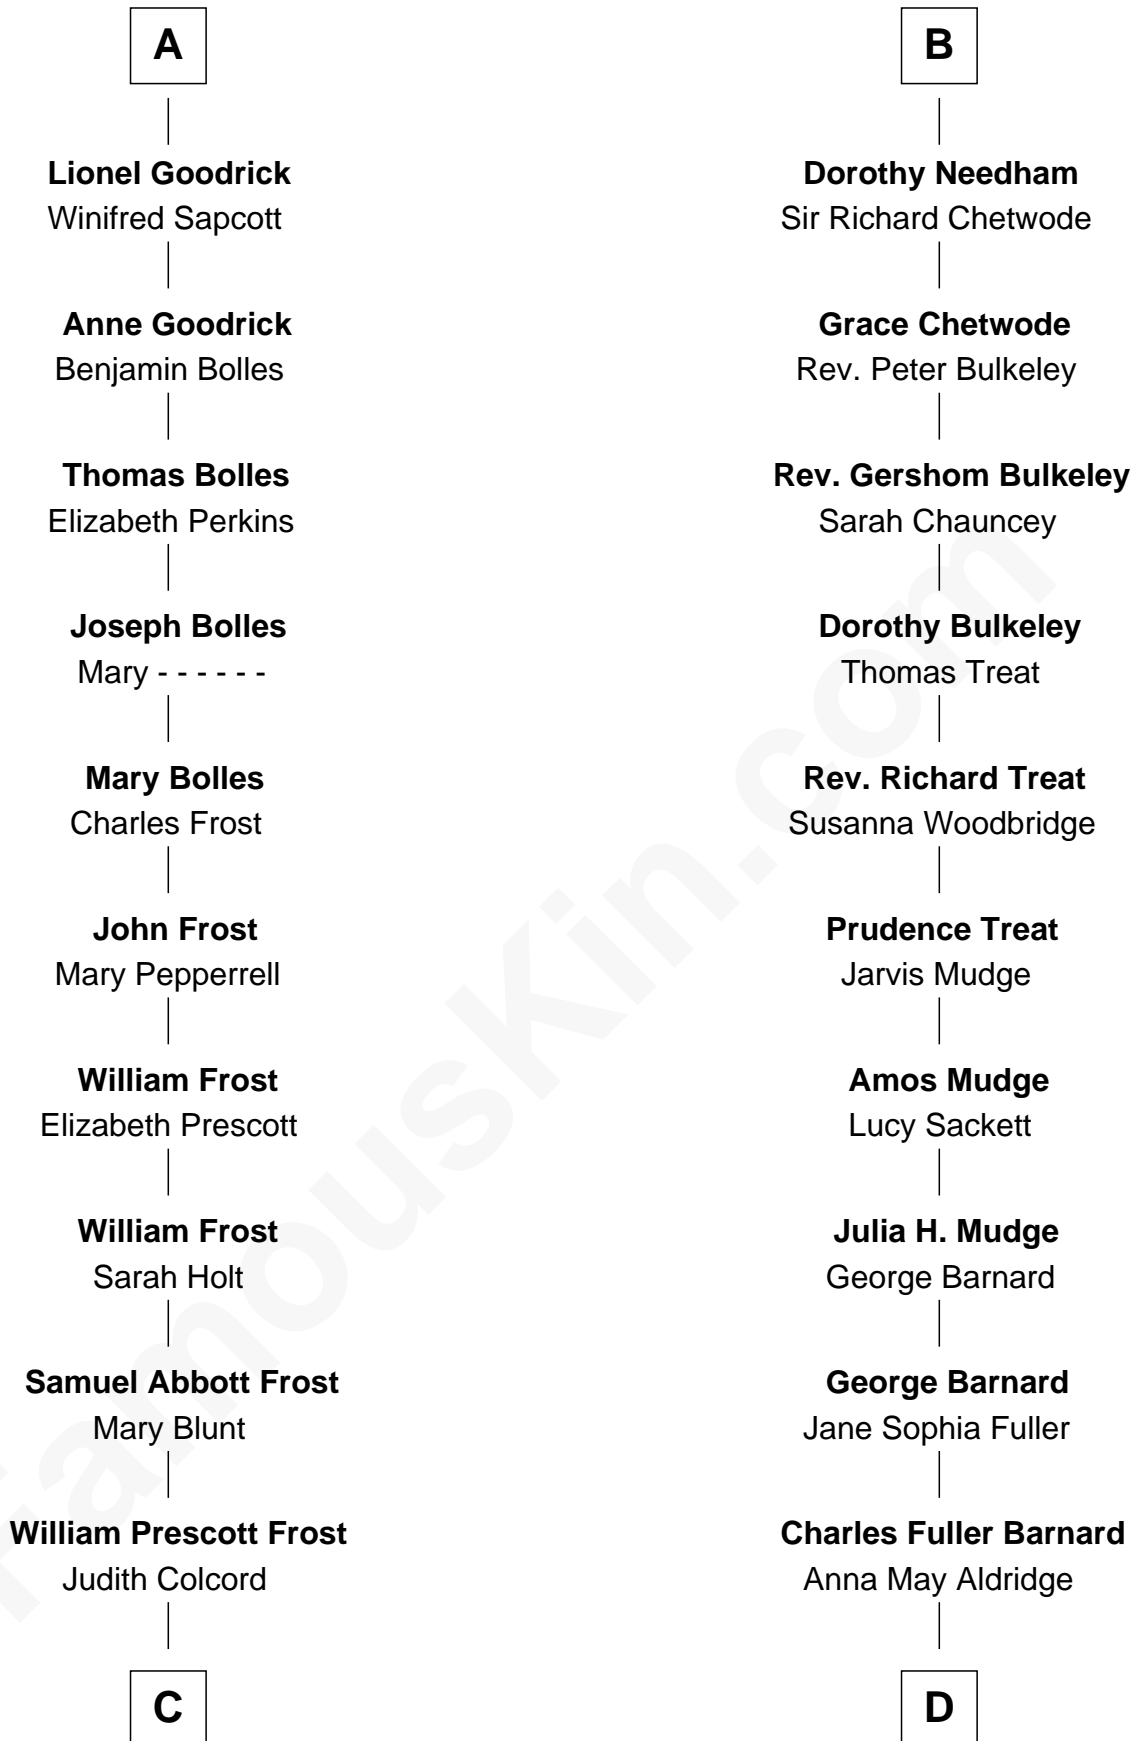 A
Lionel Goodrick
Winifred Sapcott
Anne Goodrick
Benjamin Bolles
Thomas Bolles
Elizabeth Perkins
Joseph Bolles
Mary - - - - - -
Mary Bolles
Charles Frost
John Frost
Mary Pepperrell
William Frost
Elizabeth Prescott
William Frost
Sarah Holt
Samuel Abbott Frost
Mary Blunt
William Prescott Frost
Judith Colcord
C
B
Dorothy Needham
Sir Richard Chetwode
Grace Chetwode
Rev. Peter Bulkeley
Rev. Gershom Bulkeley
Sarah Chauncey
Dorothy Bulkeley
Thomas Treat
Rev. Richard Treat
Susanna Woodbridge
Prudence Treat
Jarvis Mudge
Amos Mudge
Lucy Sackett
Julia H. Mudge
George Barnard
George Barnard
Jane Sophia Fuller
Charles Fuller Barnard
Anna May Aldridge
D
FamousKin.com